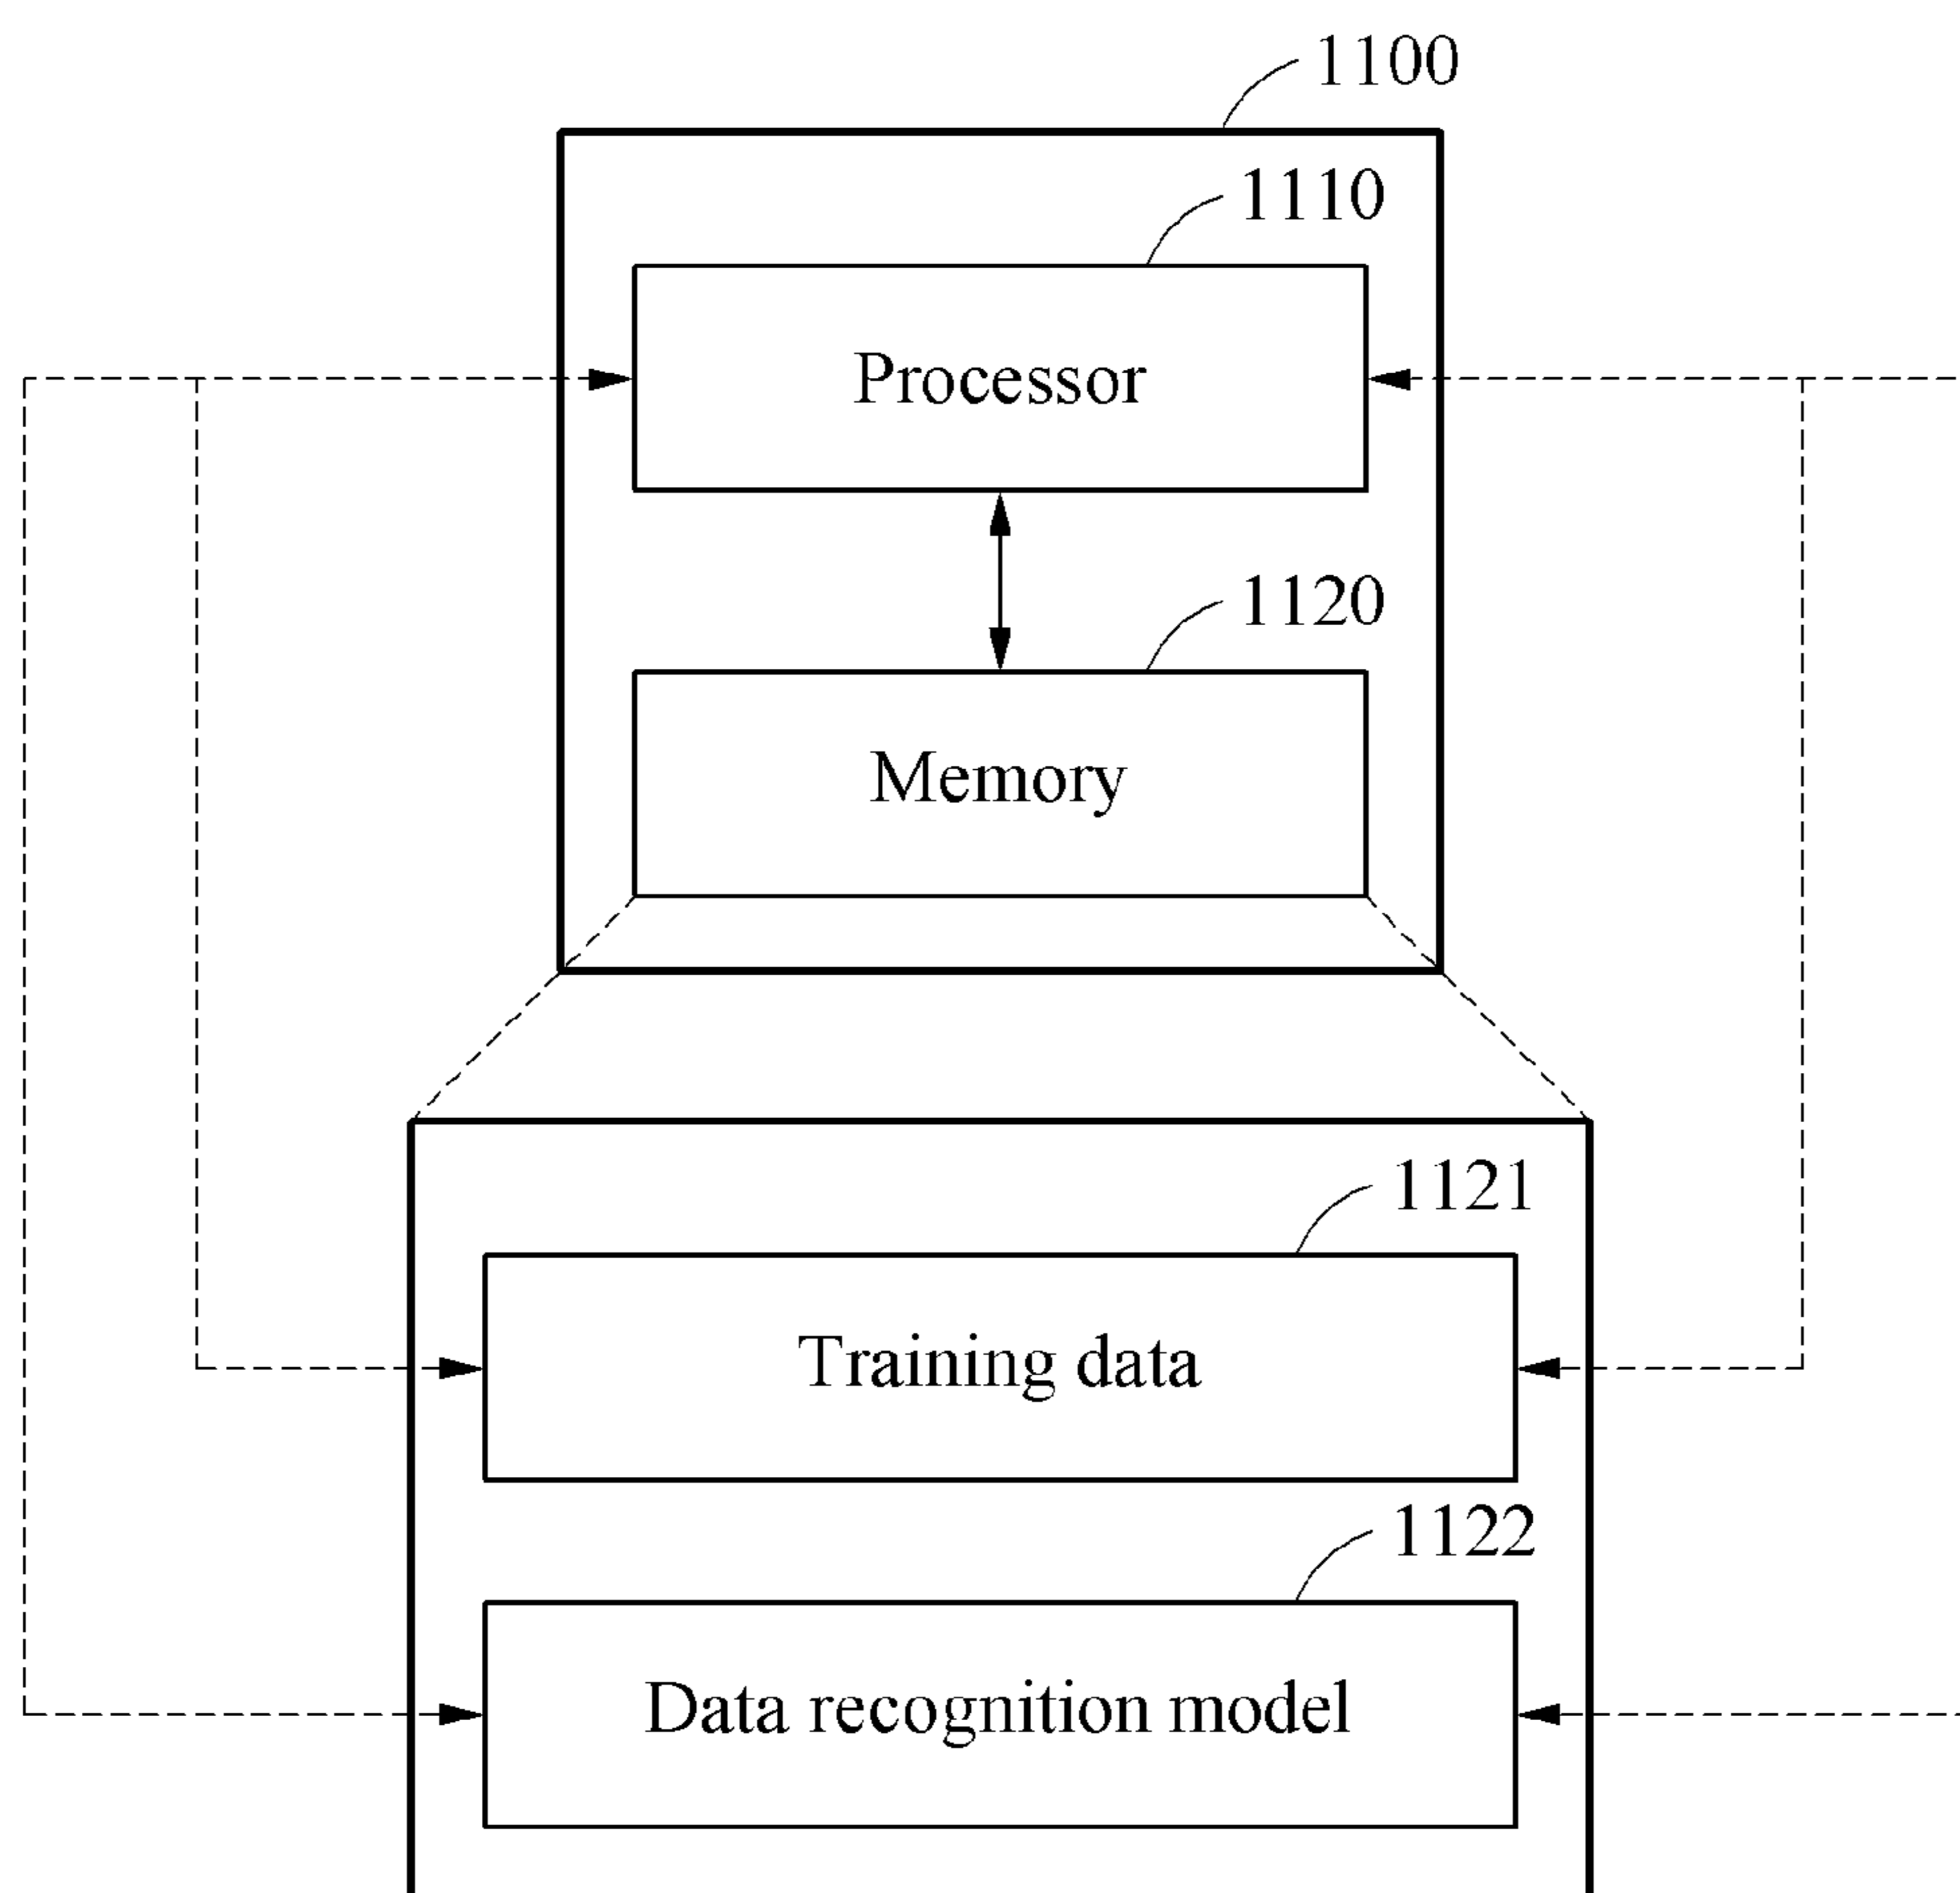 1100
1110
Processor
1120
Memory
1121
Training data
1122
Data recognition model